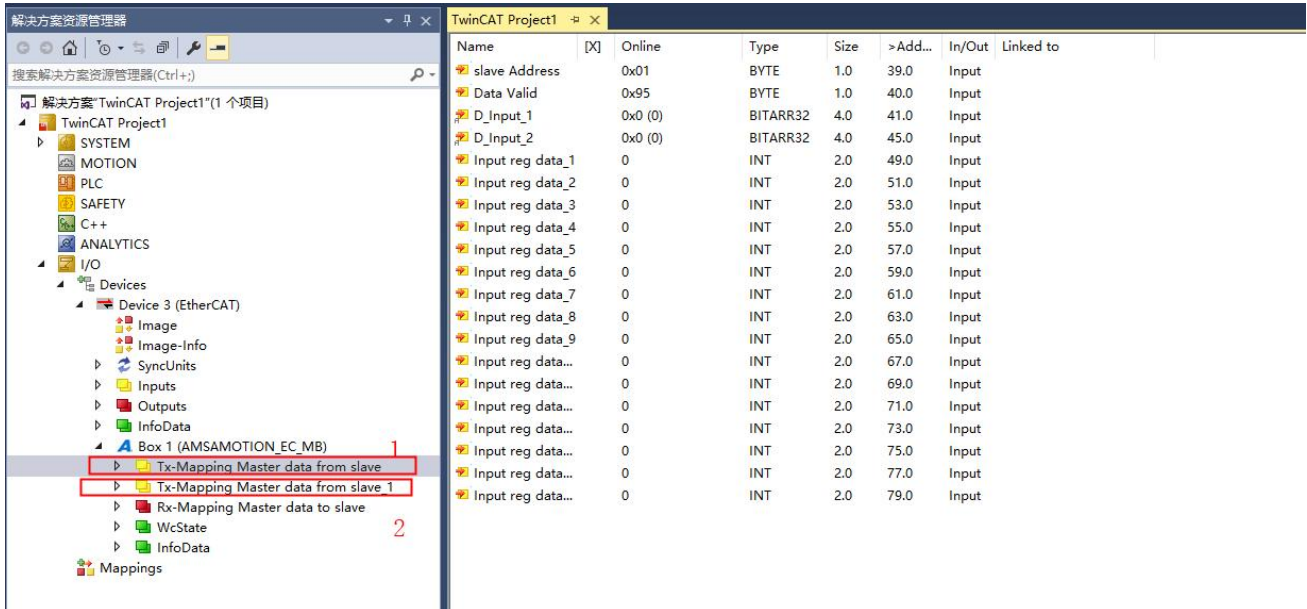 解决方案资源管理器
搜索解决方案资源管理器(Ctrl+;)
解决方案"TwinCAT Project1"(1 个项目)
TwinCAT Project1
SYSTEM
MOTION
PLC
SAFETY
C++
ANALYTICS
I/O
Devices
Device 3 (EtherCAT)
Image
Image-Info
SyncUnits
Inputs
Outputs
InfoData
Box 1 (AMSAMOTION_EC_MB)
1
Tx-Mapping Master data from slave
Tx-Mapping Master data from slave_1
Rx-Mapping Master data to slave
WcState
2
InfoData
Mappings
TwinCAT Project1
Name [X] Online Type Size >Add... In/Out Linked to
slave Address 0x01 BYTE 1.0 39.0 Input
Data Valid 0x95 BYTE 1.0 40.0 Input
D_Input_1 0x0 (0) BITARR32 4.0 41.0 Input
D_Input_2 0x0 (0) BITARR32 4.0 45.0 Input
Input reg data_1 0 INT 2.0 49.0 Input
Input reg data_2 0 INT 2.0 51.0 Input
Input reg data_3 0 INT 2.0 53.0 Input
Input reg data_4 0 INT 2.0 55.0 Input
Input reg data_5 0 INT 2.0 57.0 Input
Input reg data_6 0 INT 2.0 59.0 Input
Input reg data_7 0 INT 2.0 61.0 Input
Input reg data_8 0 INT 2.0 63.0 Input
Input reg data_9 0 INT 2.0 65.0 Input
Input reg data... 0 INT 2.0 67.0 Input
Input reg data... 0 INT 2.0 69.0 Input
Input reg data... 0 INT 2.0 71.0 Input
Input reg data... 0 INT 2.0 73.0 Input
Input reg data... 0 INT 2.0 75.0 Input
Input reg data... 0 INT 2.0 77.0 Input
Input reg data... 0 INT 2.0 79.0 Input